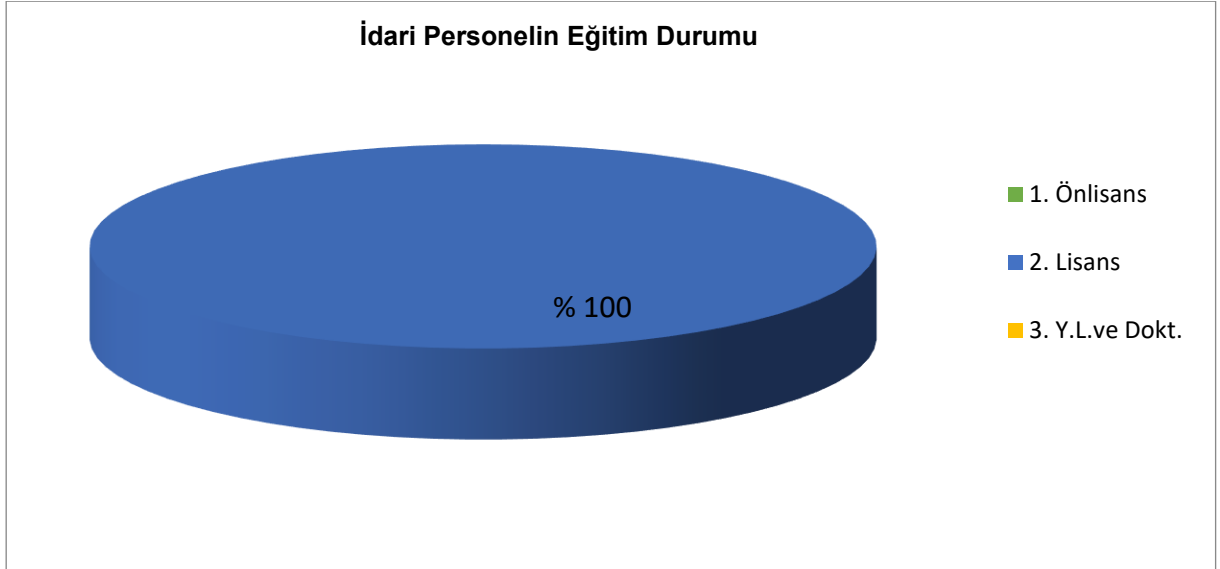 İdari Personelin Eğitim Durumu
% 100
1. Önlisans
2. Lisans
3. Y.L.ve Dokt.